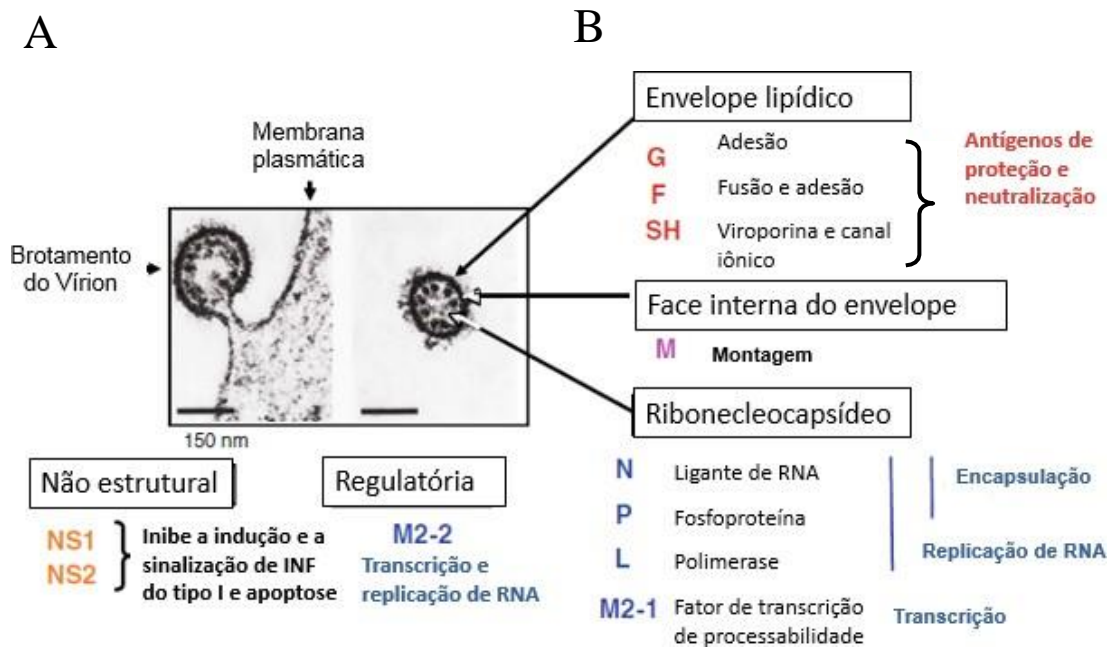 A
B
Membrana
plasmática
Brotamento
do Vírion
150 nm
Envelope lipídico
G Adesão
F Fusão e adesão
SH Viroporina e canal
iônico
Antígenos de
proteção e
neutralização
Face interna do envelope
M Montagem
Ribonecleocapsídeo
N Ligante de RNA
P Fosfoproteína
L Polimerase
M2-1 Fator de transcrição
de processabilidade
Encapsulação
Replicação de RNA
Transcrição
Não estrutural
NS1
NS2
Inibe a indução e a
sinalização de INF
do tipo I e apoptose
Regulatória
M2-2
Transcrição e
replicação de RNA